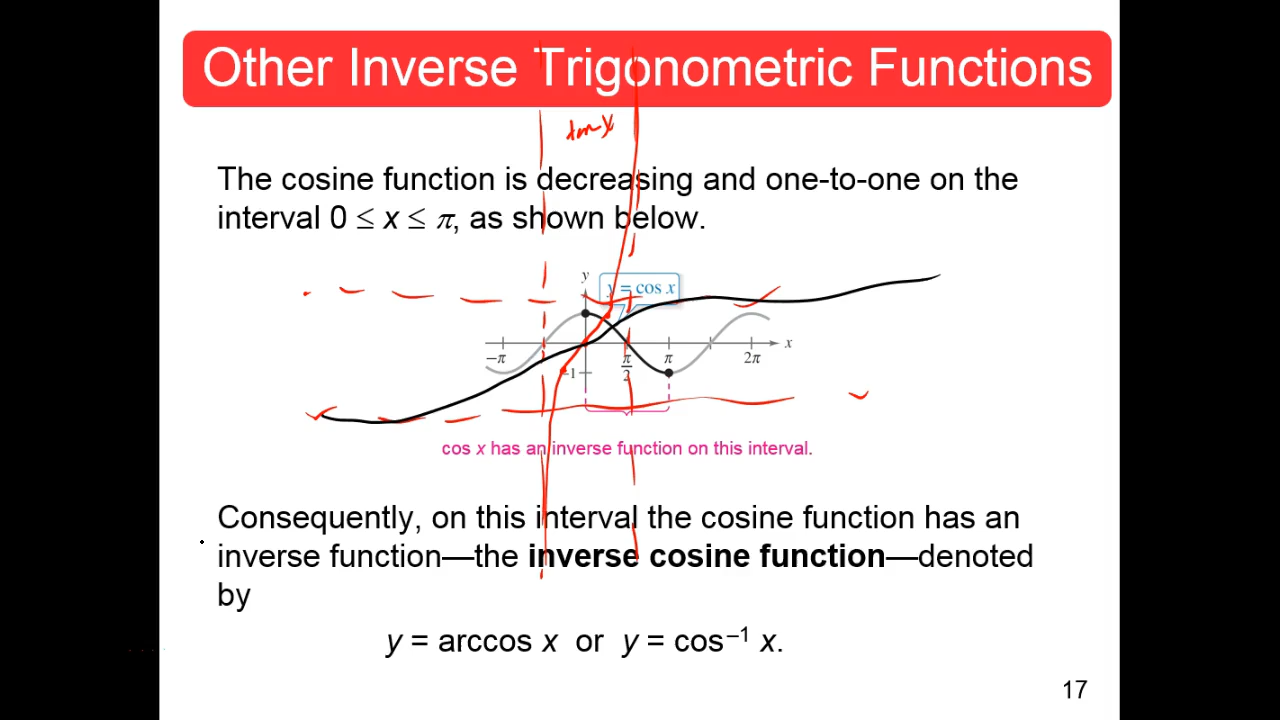 Other Inverse Trigonometric Functions
tan x
The cosine function is decreasing and one-to-one on the
interval 0 ≤ x ≤ π, as shown below.
y
y = cos x
−π
π/2
π
2π
x
−1
cos x has an inverse function on this interval.
Consequently, on this interval the cosine function has an
inverse function—the inverse cosine function—denoted
by
y = arccos x or y = cos⁻¹ x.
17